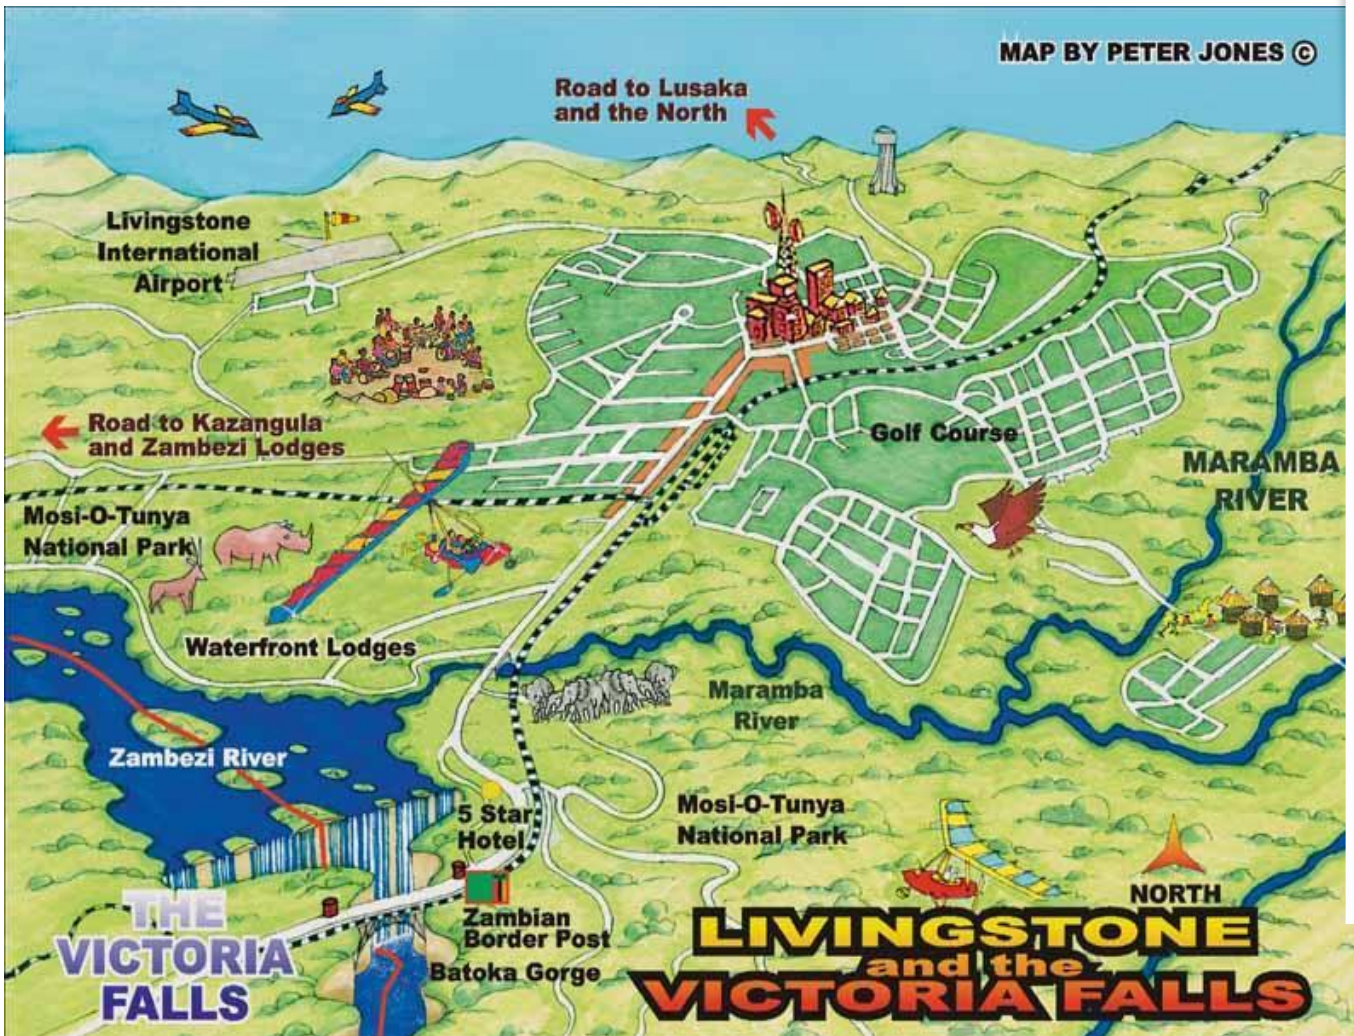 MAP BY PETER JONES ©
Road to Lusaka
and the North
Livingstone
International
Airport
Road to Kazangula
and Zambezi Lodges
Golf Course
MARAMBA
RIVER
Mosi-O-Tunya
National Park
Waterfront Lodges
Maramba
River
Zambezi River
5 Star
Hotel
Mosi-O-Tunya
National Park
NORTH
THE
VICTORIA
FALLS
Zambian
Border Post
Batoka Gorge
LIVINGSTONE
and the
VICTORIA FALLS